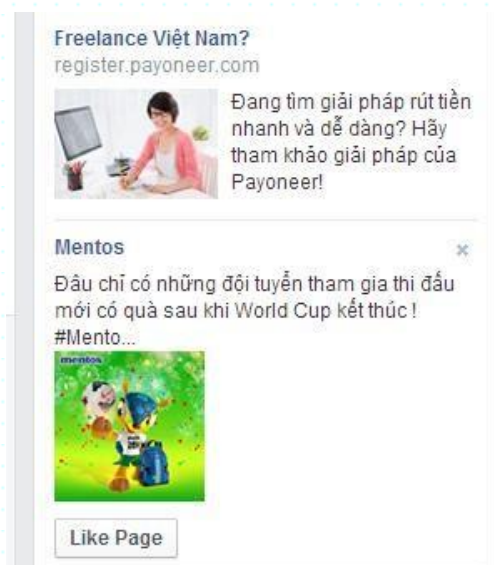 Freelance Việt Nam?
register.payoneer.com
Đang tìm giải pháp rút tiền
nhanh và dễ dàng? Hãy
tham khảo giải pháp của
Payoneer!
Mentos
Đâu chỉ có những đội tuyển tham gia thi đấu
mới có quà sau khi World Cup kết thúc !
#Mento...
mentos
Like Page